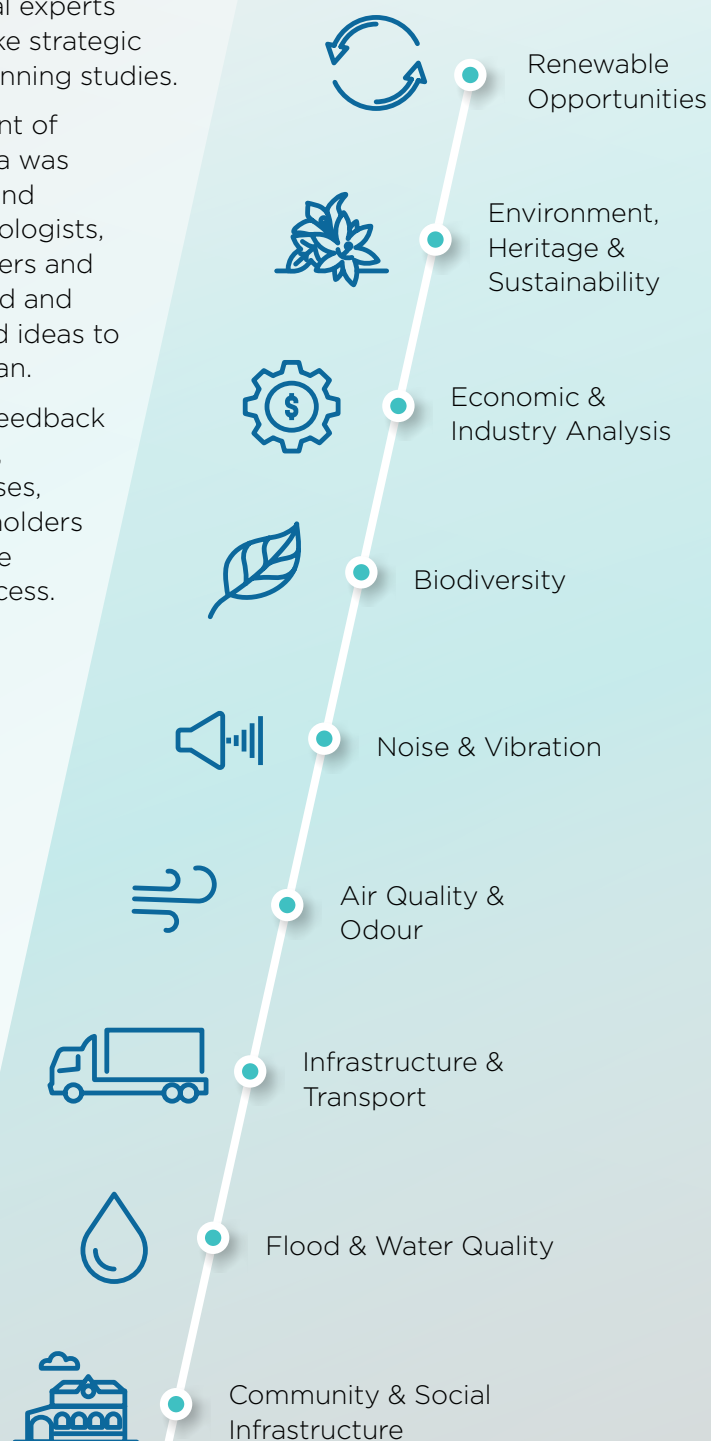 al experts
ke strategic
nning studies.
nt of
a was
nd
ologists,
ers and
d and
d ideas to
an.
eedback
ses,
holders
e
cess.
Renewable
Opportunities
Environment,
Heritage &
Sustainability
$
Economic &
Industry Analysis
Biodiversity
Noise & Vibration
Air Quality &
Odour
Infrastructure &
Transport
Flood & Water Quality
Community & Social
Infrastructure